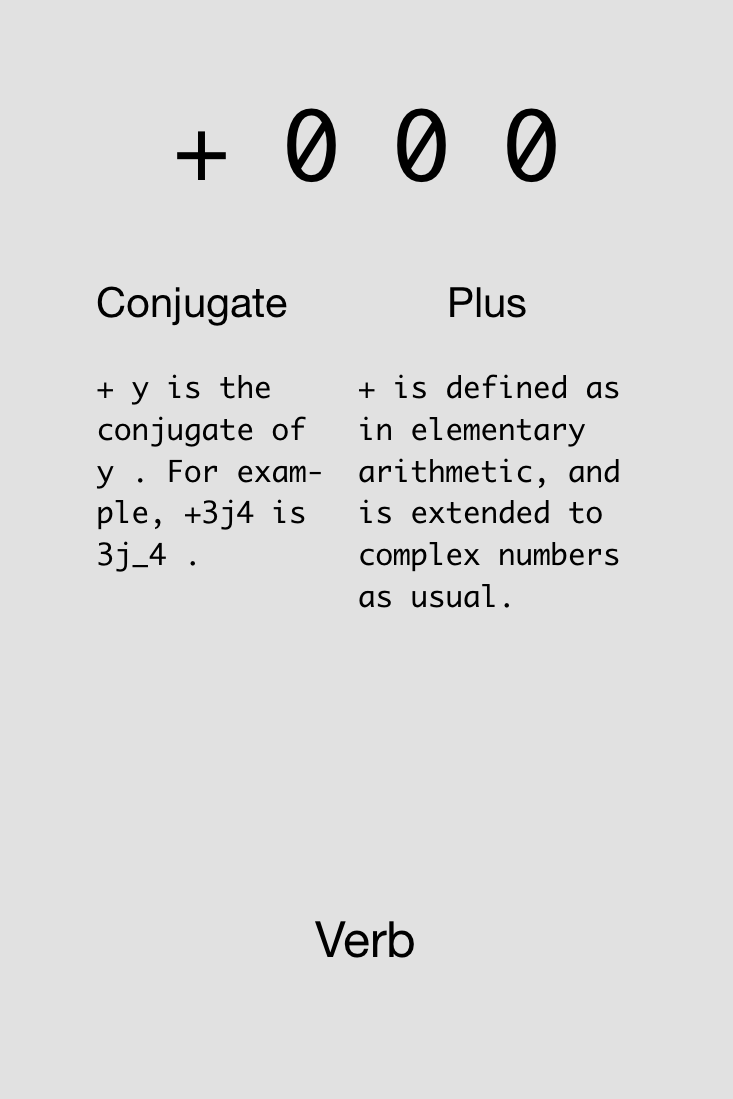 + 0 0 0
Conjugate
+ y is the
conjugate of
y . For exam-
ple, +3j4 is
3j_4 .
Plus
+ is defined as
in elementary
arithmetic, and
is extended to
complex numbers
as usual.
Verb